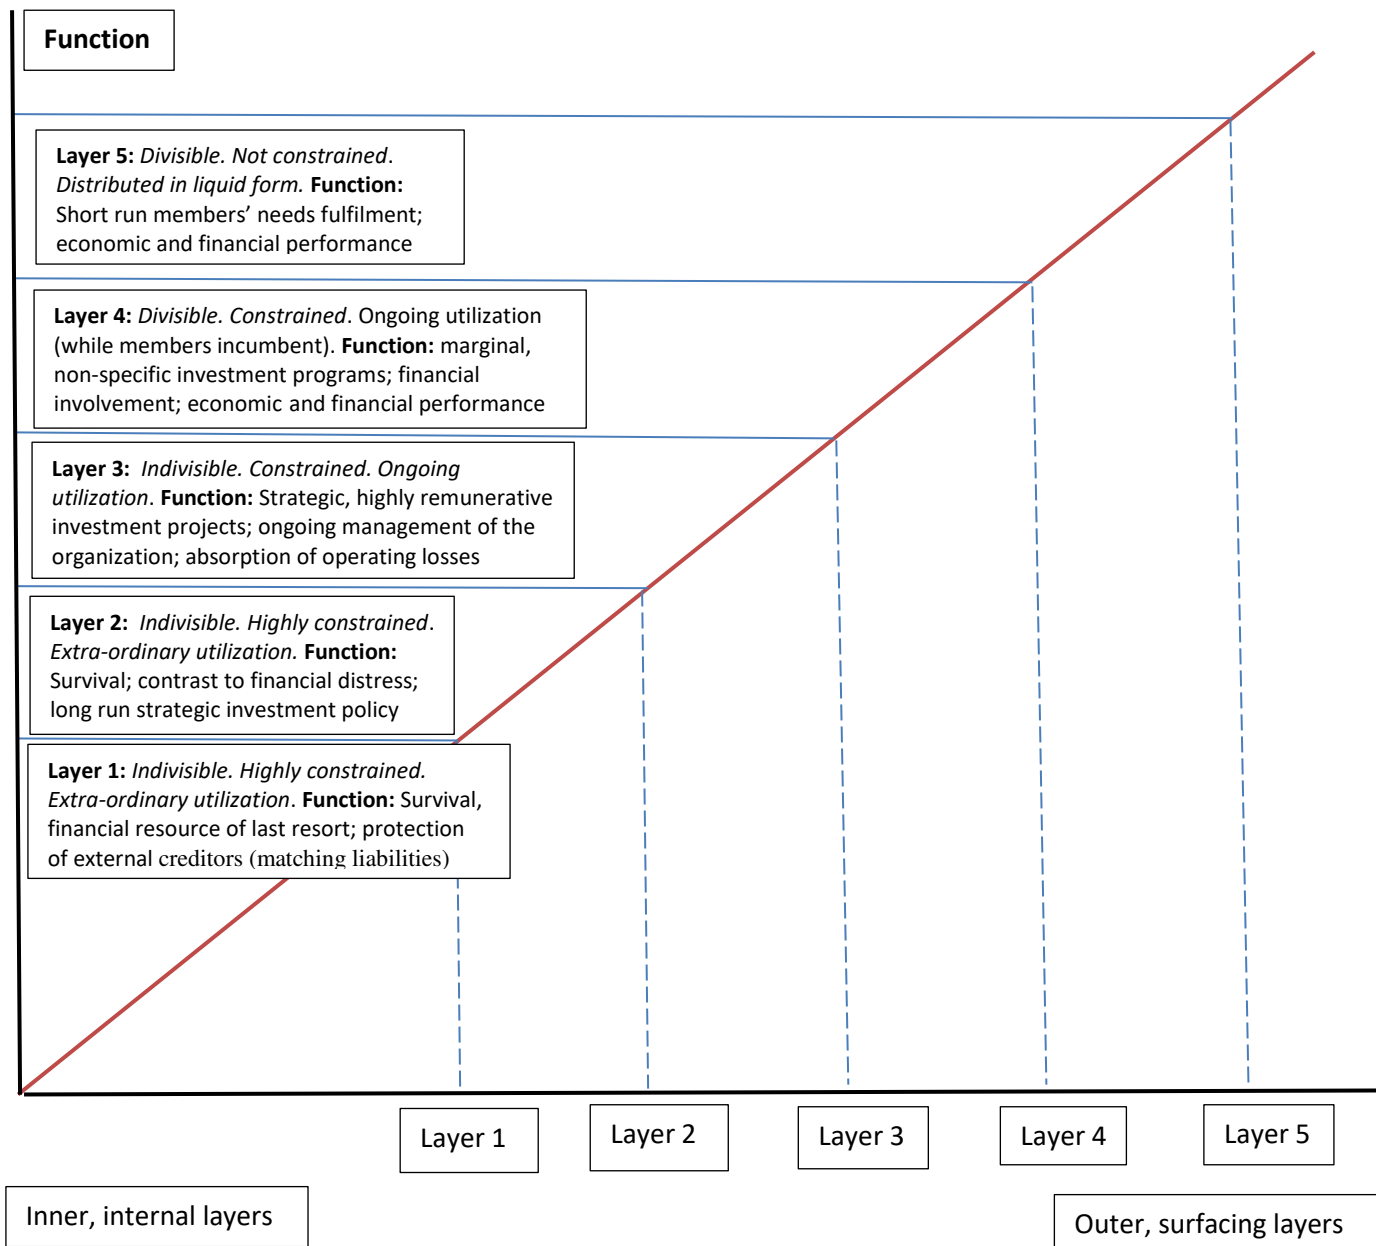 Function
Layer 5: Divisible. Not constrained.
Distributed in liquid form. Function:
Short run members’ needs fulfilment;
economic and financial performance
Layer 4: Divisible. Constrained. Ongoing utilization
(while members incumbent). Function: marginal,
non-specific investment programs; financial
involvement; economic and financial performance
Layer 3: Indivisible. Constrained. Ongoing
utilization. Function: Strategic, highly remunerative
investment projects; ongoing management of the
organization; absorption of operating losses
Layer 2: Indivisible. Highly constrained.
Extra-ordinary utilization. Function:
Survival; contrast to financial distress;
long run strategic investment policy
Layer 1: Indivisible. Highly constrained.
Extra-ordinary utilization. Function: Survival,
financial resource of last resort; protection
of external creditors (matching liabilities)
Layer 1
Layer 2
Layer 3
Layer 4
Layer 5
Inner, internal layers
Outer, surfacing layers